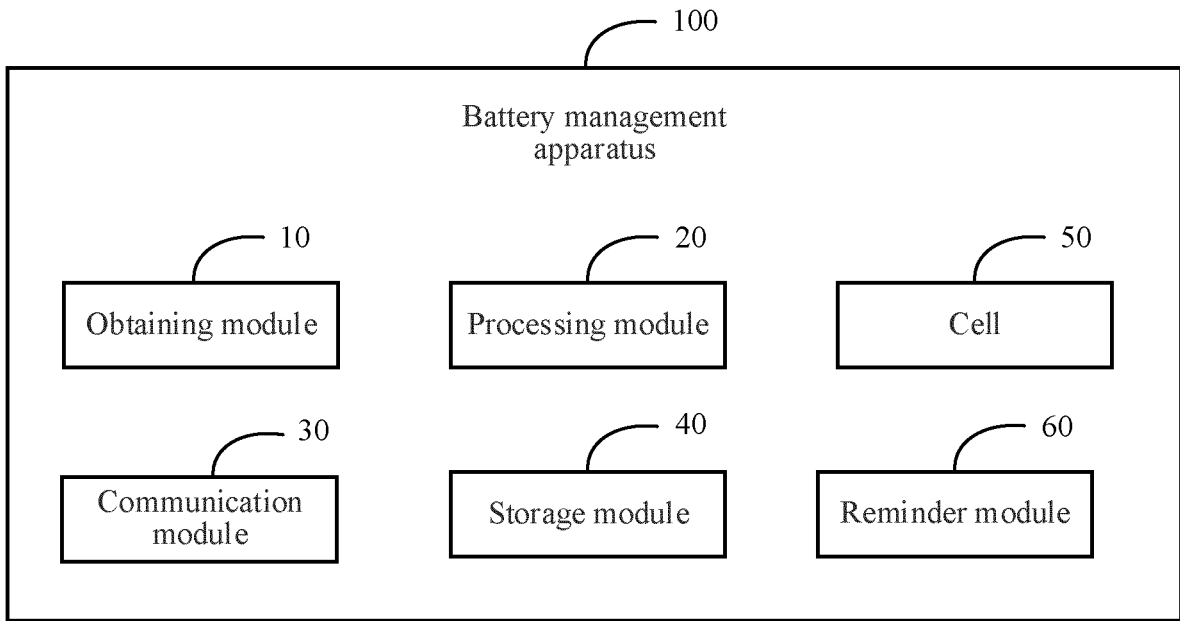 100
Battery management
apparatus
10
20
50
Obtaining module
Processing module
Cell
30
40
60
Communication
module
Storage module
Reminder module